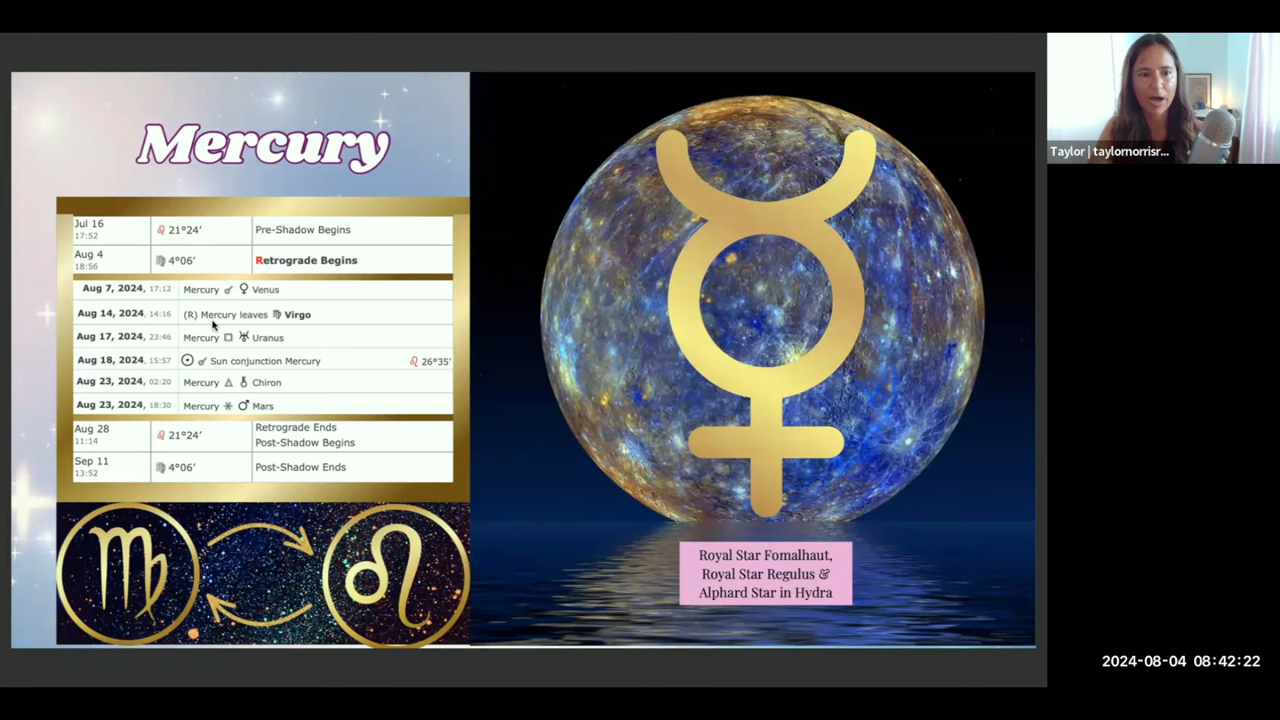 Mercury
Jul 16
17:52
♌ 21°24′ Pre-Shadow Begins
Aug 4
18:56
♍ 4°06′ Retrograde Begins
Aug 7, 2024, 17:12 Mercury ☌ ♀ Venus
Aug 14, 2024, 14:16 (R) Mercury leaves ♍ Virgo
Aug 17, 2024, 23:46 Mercury □ ♅ Uranus
Aug 18, 2024, 15:57 ☉ ☌ Sun conjunction Mercury ♌ 26°35′
Aug 23, 2024, 02:20 Mercury △ ⚷ Chiron
Aug 23, 2024, 18:30 Mercury ⚹ ♂ Mars
Aug 28
11:14
♌ 21°24′ Retrograde Ends
Post-Shadow Begins
Sep 11
13:52
♍ 4°06′ Post-Shadow Ends
Royal Star Fomalhaut,
Royal Star Regulus &
Alphard Star in Hydra
Taylor | taylornorrisr...
2024-08-04 08:42:22